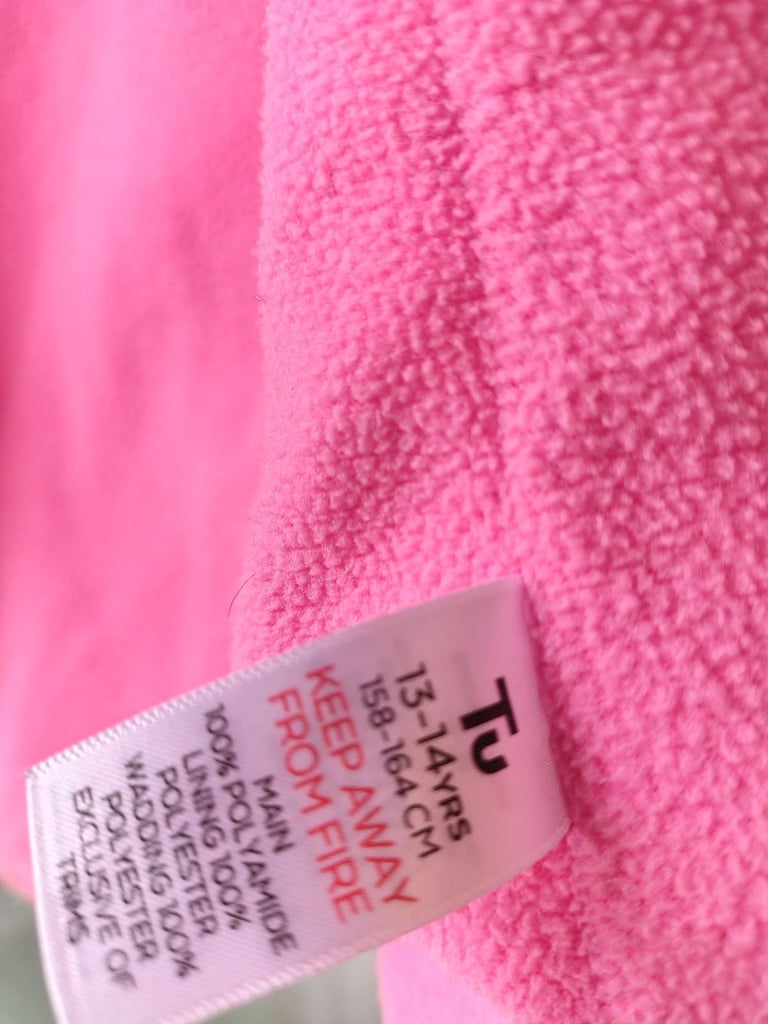 Tu
13-14YRS
158-164 CM
KEEP AWAY
FROM FIRE
MAIN
100% POLYAMIDE
LINING 100%
POLYESTER
WADDING 100%
POLYESTER
EXCLUSIVE OF
TRIMS